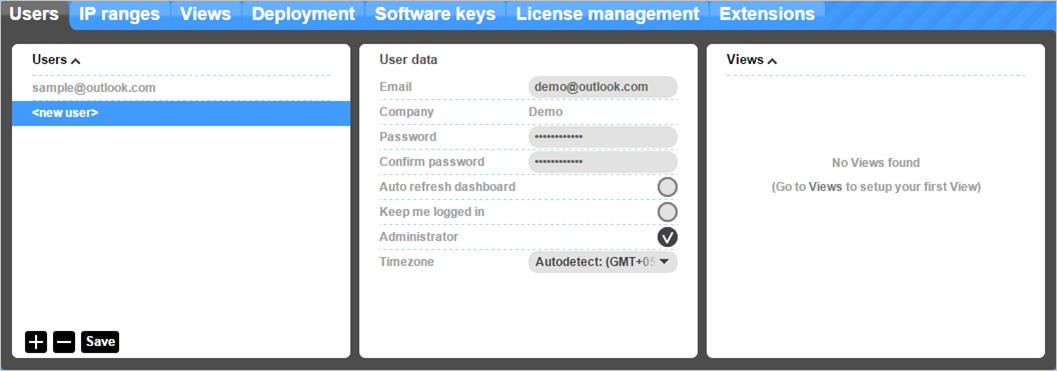 Users IP ranges Views Deployment Software keys License management Extensions
Users
sample@outlook.com
<new user>
Save
User data
Email demo@outlook.com
Company Demo
Password ••••••••••••
Confirm password ••••••••••••
Auto refresh dashboard
Keep me logged in
Administrator
Timezone Autodetect: (GMT+05
Views
No Views found
(Go to Views to setup your first View)